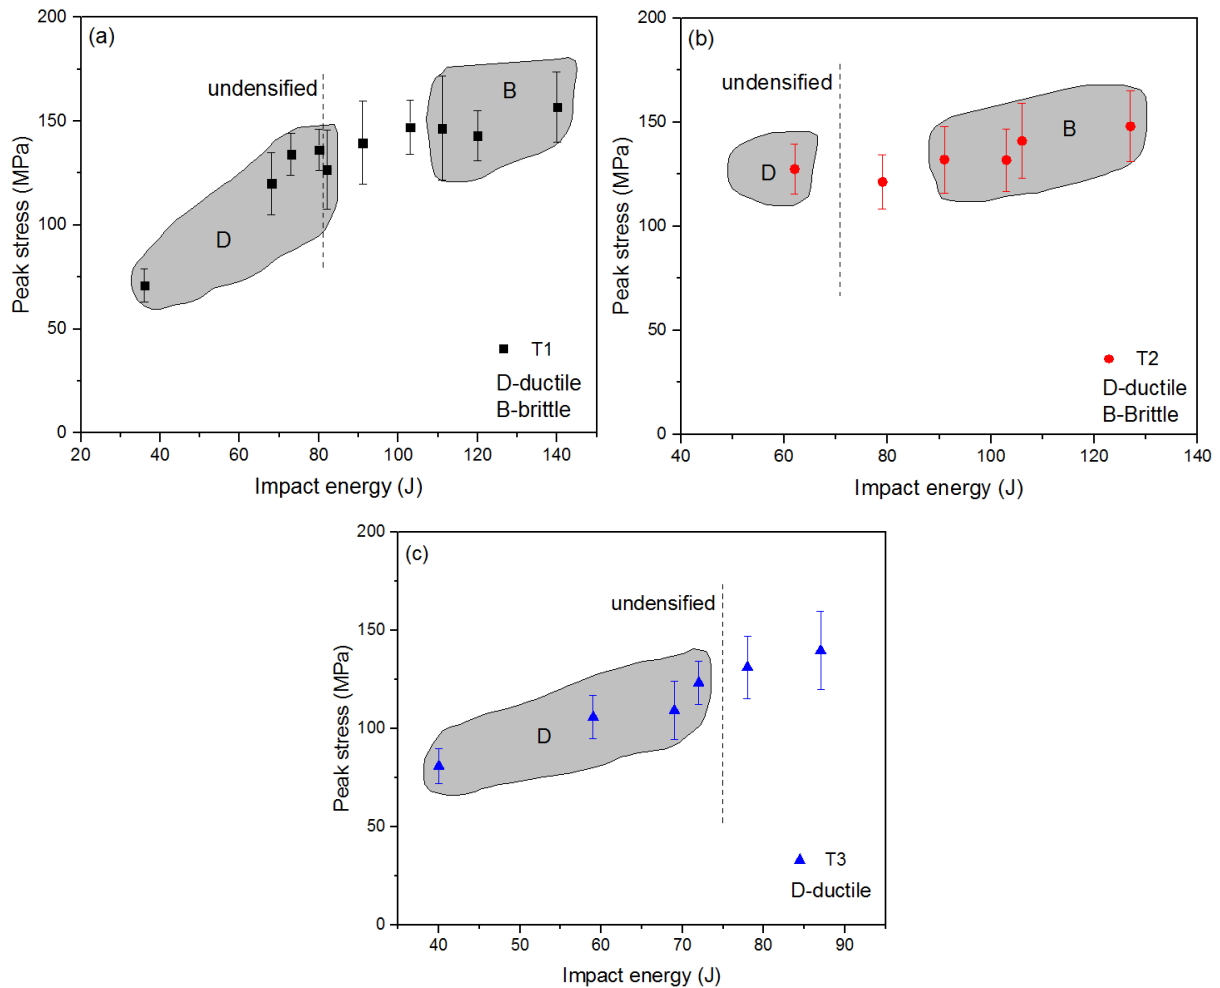 (a)
undensified
D
B
T1
D-ductile
B-brittle
Peak stress (MPa)
0
50
100
150
200
20 40 60 80 100 120 140
Impact energy (J)
(b)
undensified
D
B
T2
D-ductile
B-Brittle
Peak stress (MPa)
0
50
100
150
200
40 60 80 100 120 140
Impact energy (J)
(c)
undensified
D
T3
D-ductile
Peak stress (MPa)
0
50
100
150
200
40 50 60 70 80 90
Impact energy (J)